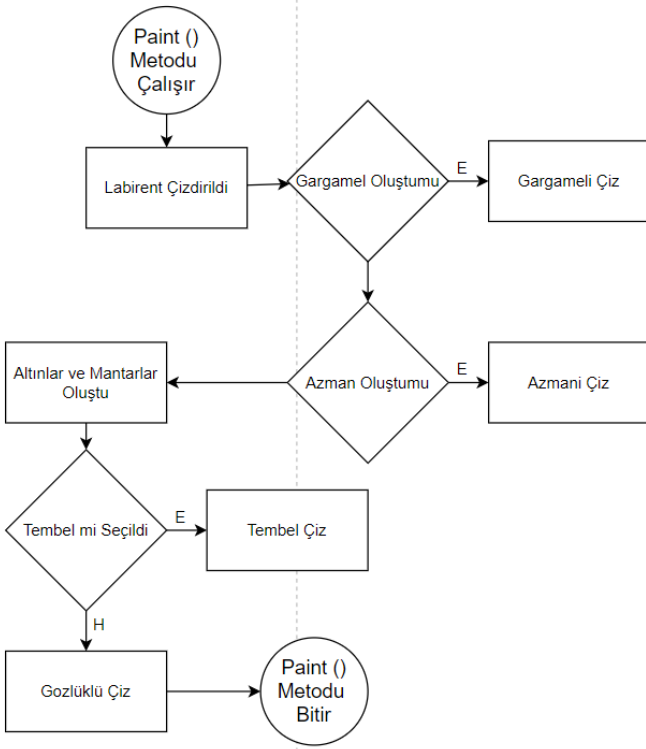 Paint ()
Metodu
Çalışır
Labirent Çizdirildi
Gargamel Oluştumu
E
Gargameli Çiz
Azman Oluştumu
E
Azmani Çiz
Altınlar ve Mantarlar
Oluştu
Tembel mi Seçildi
E
Tembel Çiz
H
Gozlüklü Çiz
Paint ()
Metodu
Bitir